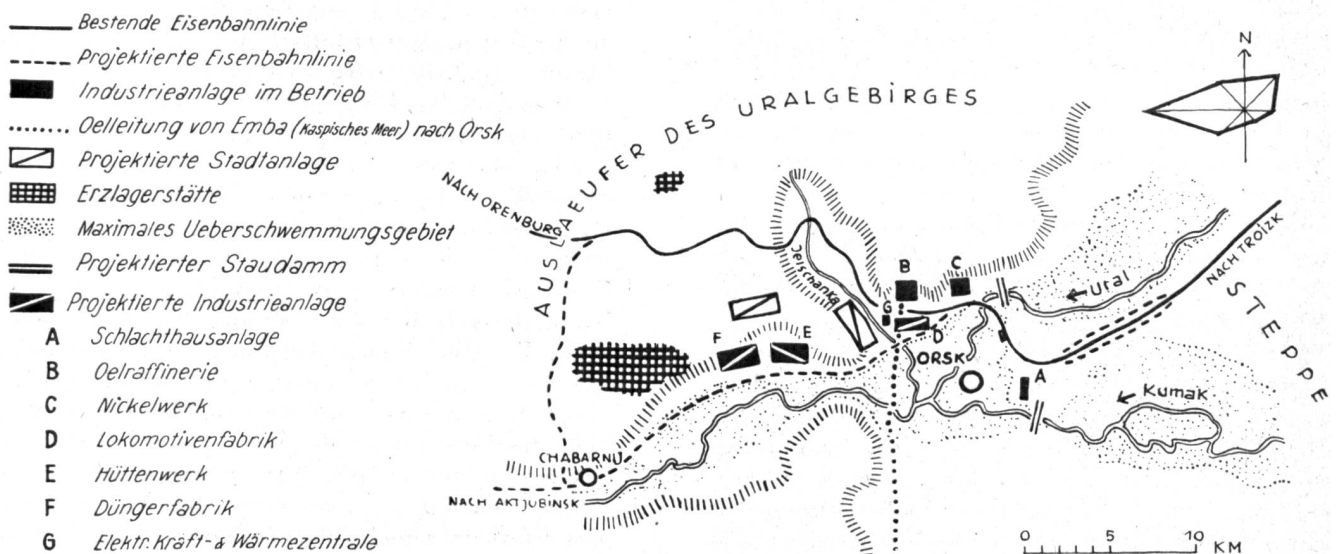 Bestende Eisenbahnlinie
Projektierte Eisenbahnlinie
Industrieanlage im Betrieb
Oelleitung von Emba (Kaspisches Meer) nach Orsk
Projektierte Stadtanlage
Erzlagerstätte
Maximales Ueberschwemmungsgebiet
Projektierter Staudamm
Projektierte Industrieanlage
A Schlachthausanlage
B Oelraffinerie
C Nickelwerk
D Lokomotivenfabrik
E Hüttenwerk
F Düngerfabrik
G Elektr. Kraft- & Wärmezentrale
N
AUSLAEUFER DES URALGEBIRGES
NACH ORENBURG
Jelschanka
B
C
G
D
F
E
Ural
NACH TROIZK
STEPPE
ORSK
A
Kumak
CHABARNU
NACH AKTJUBINSK
0 5 10
KM